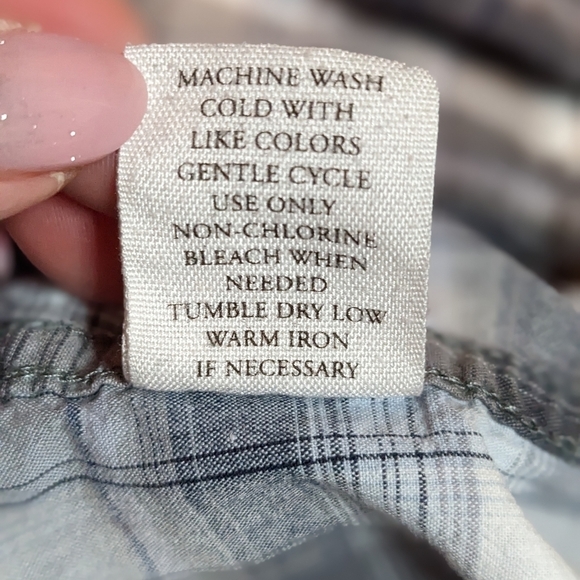 MACHINE WASH
COLD WITH
LIKE COLORS
GENTLE CYCLE
USE ONLY
NON-CHLORINE
BLEACH WHEN
NEEDED
TUMBLE DRY LOW
WARM IRON
IF NECESSARY